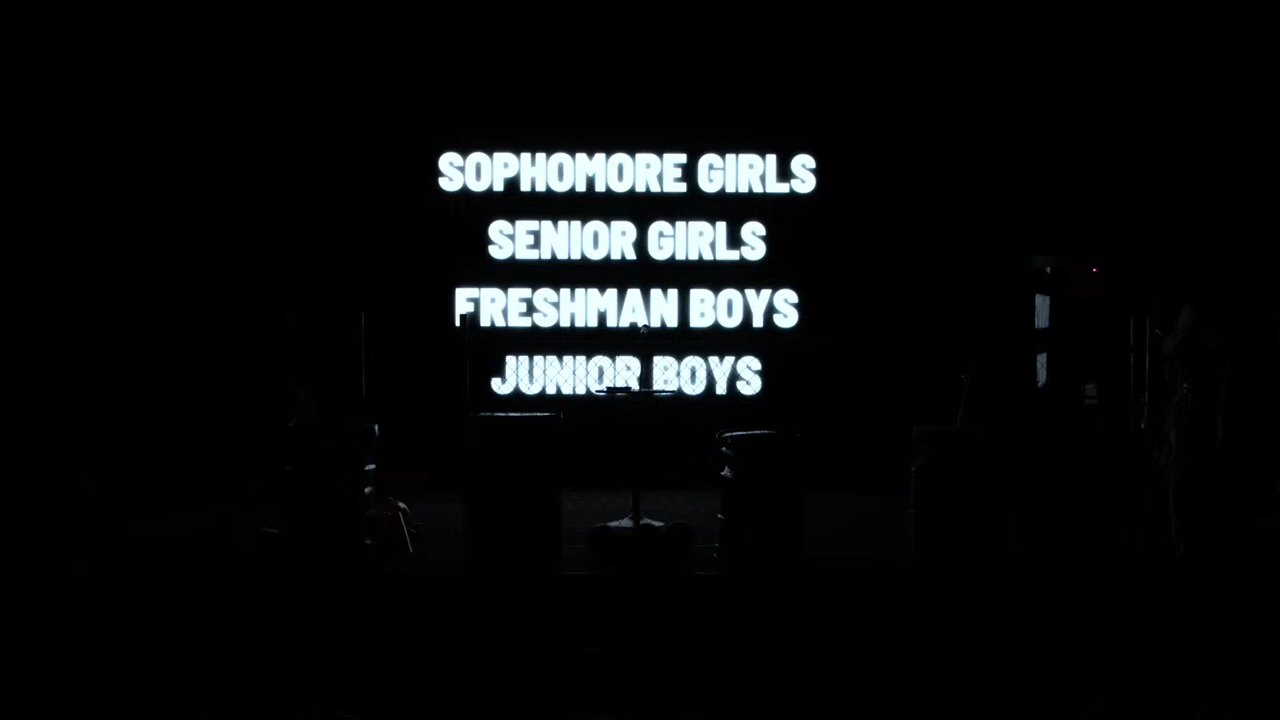 SOPHOMORE GIRLS
SENIOR GIRLS
FRESHMAN BOYS
JUNIOR BOYS